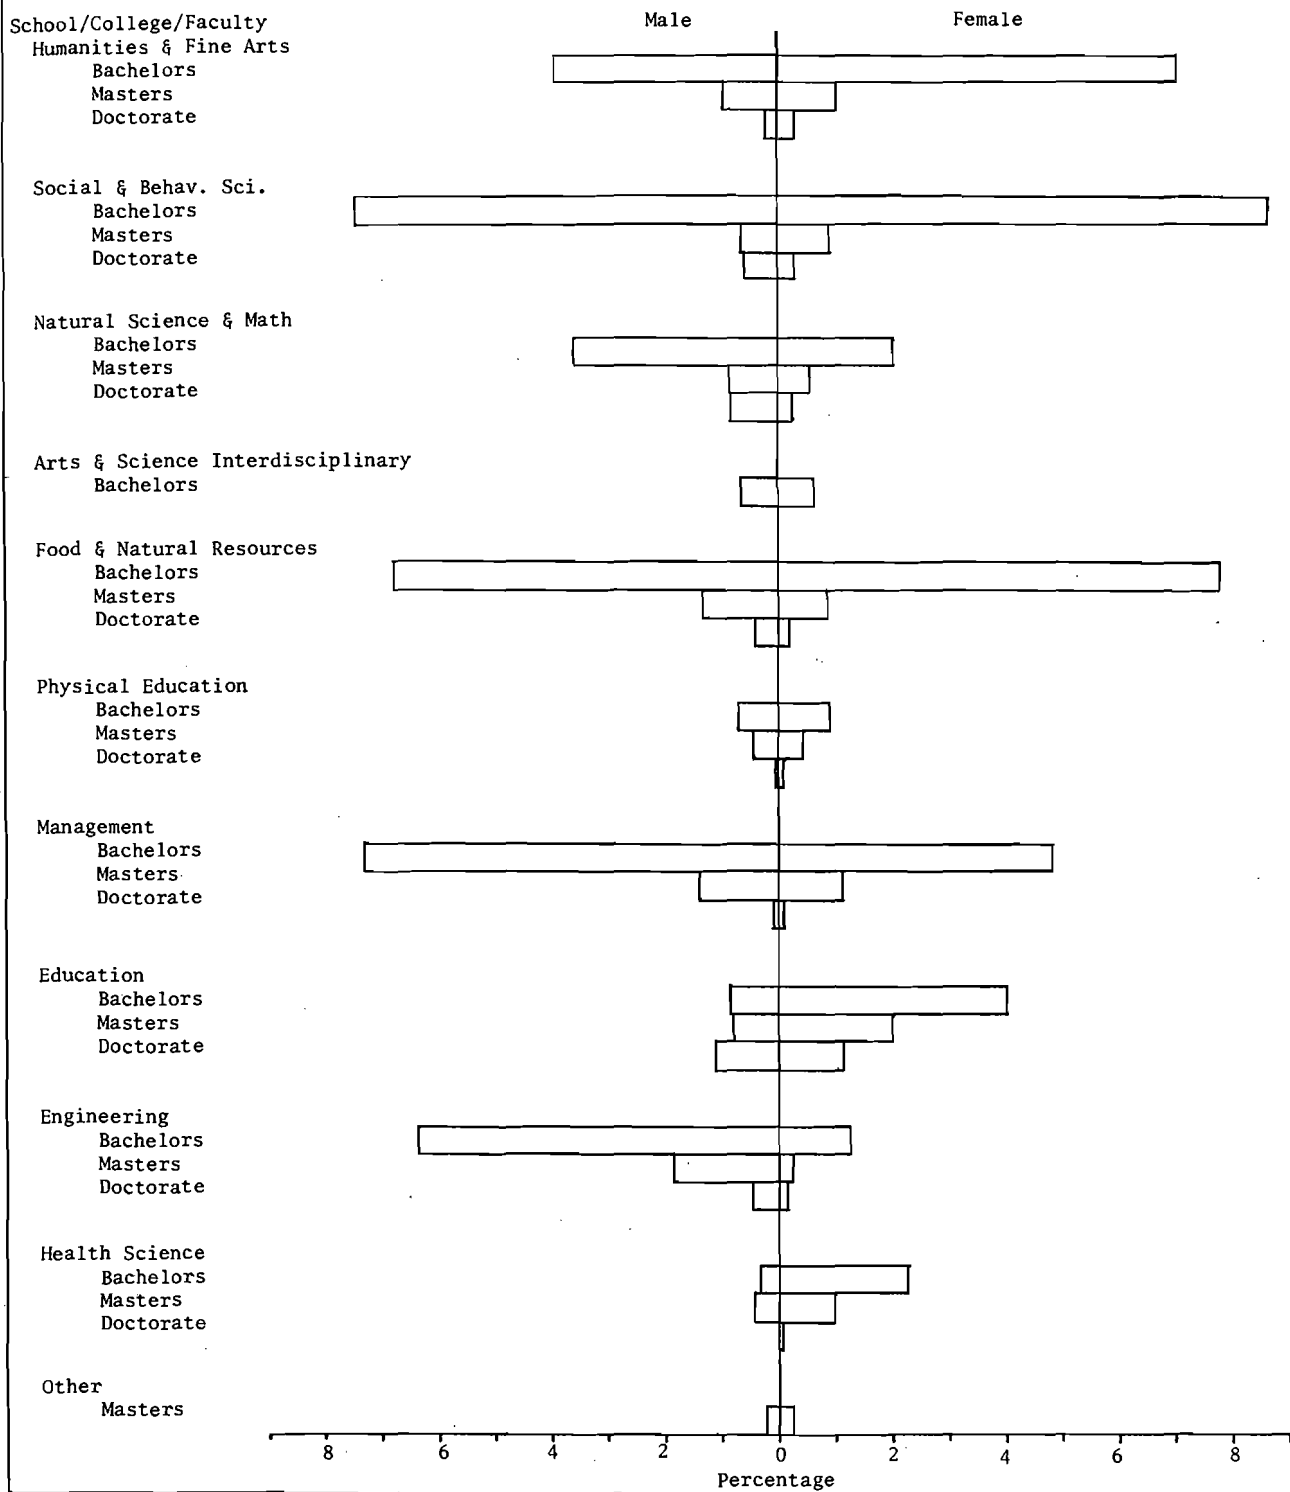 School/College/Faculty Male Female
Humanities & Fine Arts
Bachelors
Masters
Doctorate
Social & Behav. Sci.
Bachelors
Masters
Doctorate
Natural Science & Math
Bachelors
Masters
Doctorate
Arts & Science Interdisciplinary
Bachelors
Food & Natural Resources
Bachelors
Masters
Doctorate
Physical Education
Bachelors
Masters
Doctorate
Management
Bachelors
Masters
Doctorate
Education
Bachelors
Masters
Doctorate
Engineering
Bachelors
Masters
Doctorate
Health Science
Bachelors
Masters
Doctorate
Other
Masters
8 6 4 2 0 2 4 6 8
Percentage